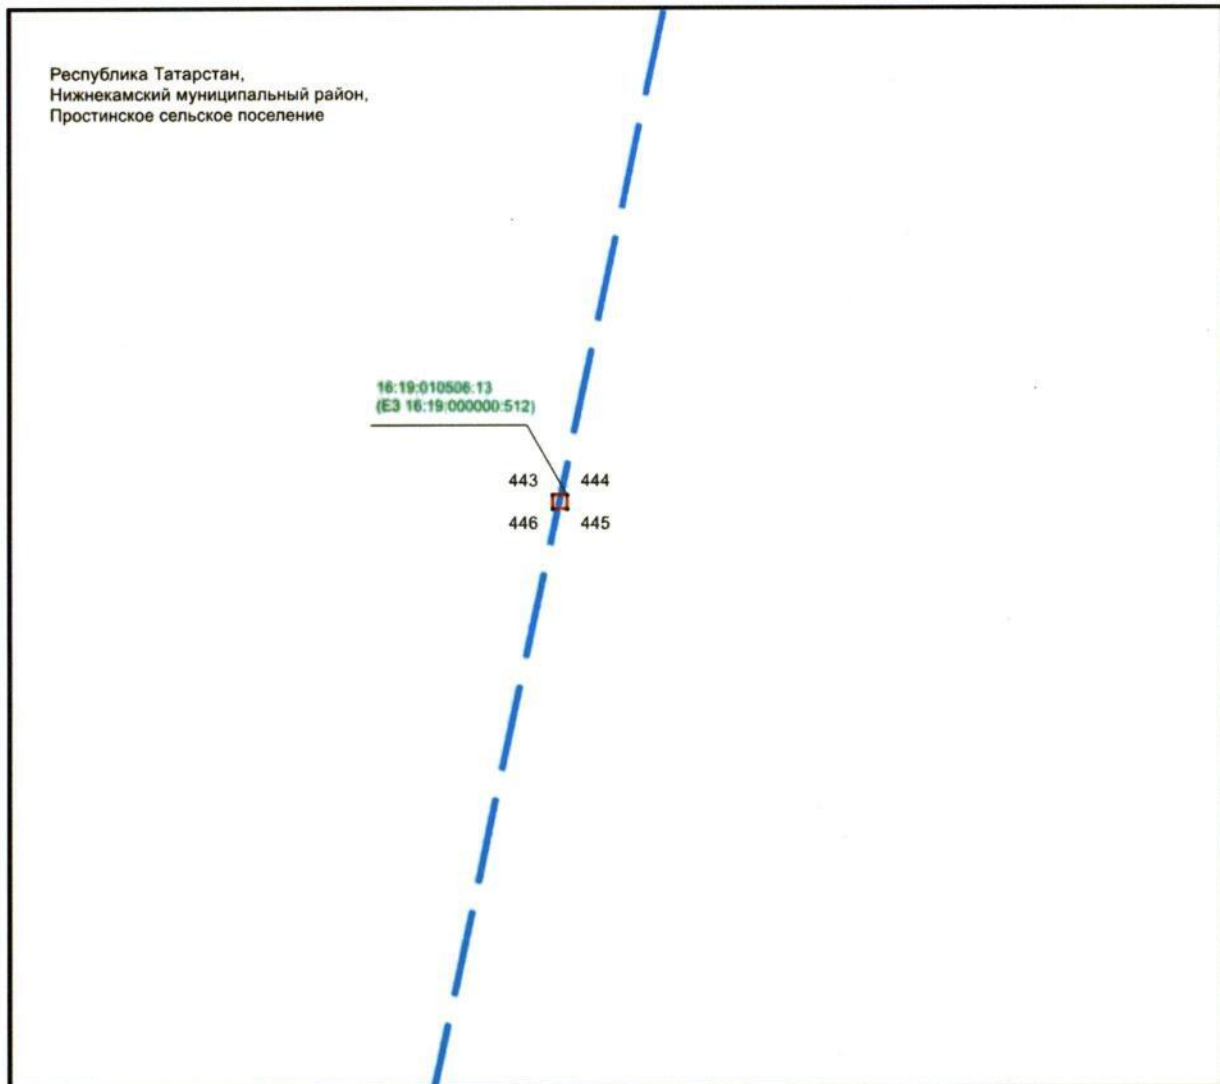 Республика Татарстан,
Нижнекамский муниципальный район,
Простинское сельское поселение
16:19:010506:13
(ЕЗ 16:19:000000:512)
443 444
446 445